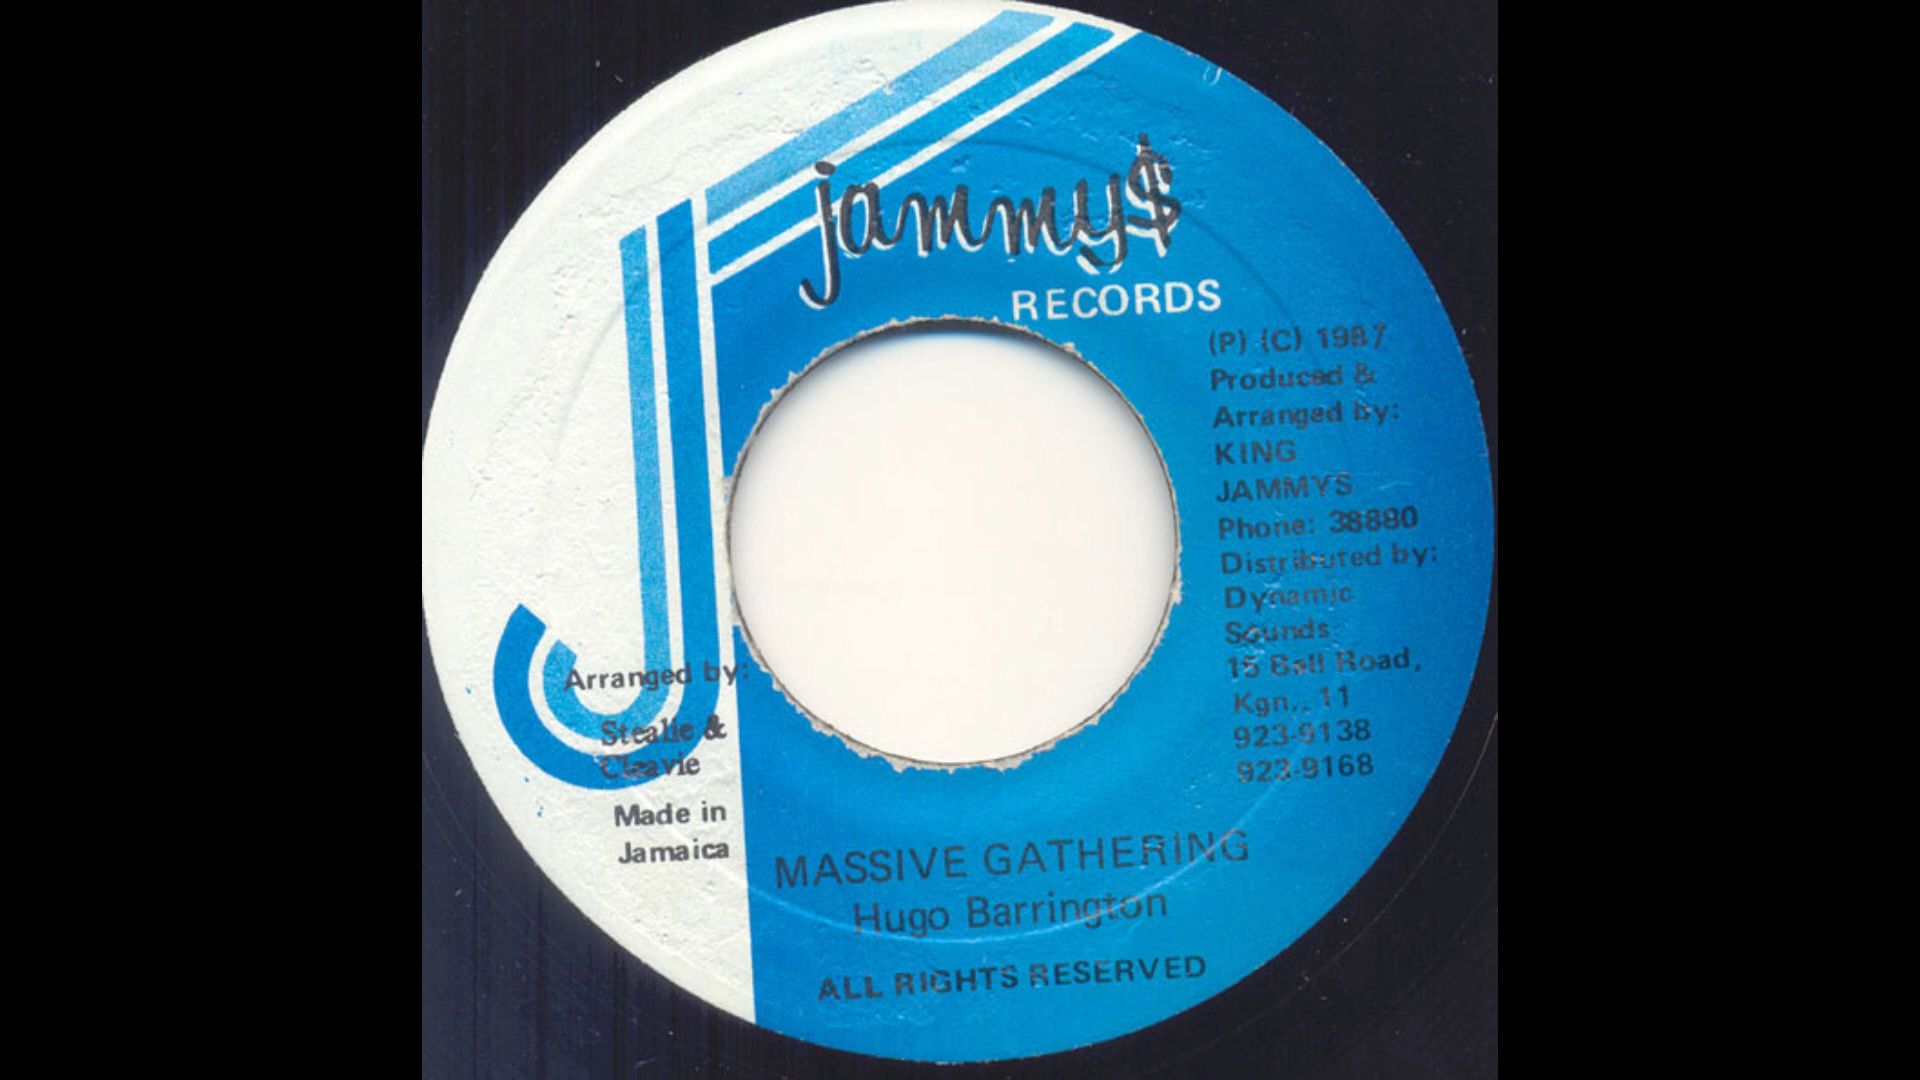 jammy$
RECORDS
(P) (C) 1987
Produced &
Arranged by:
KING
JAMMYS
Phone: 38880
Distributed by:
Dynamic
Sounds
15 Bell Road,
Kgn., 11
923-9138
923-9168
Arranged by:
Stealie &
Cleavie
Made in
Jamaica
MASSIVE GATHERING
Hugo Barrington
ALL RIGHTS RESERVED